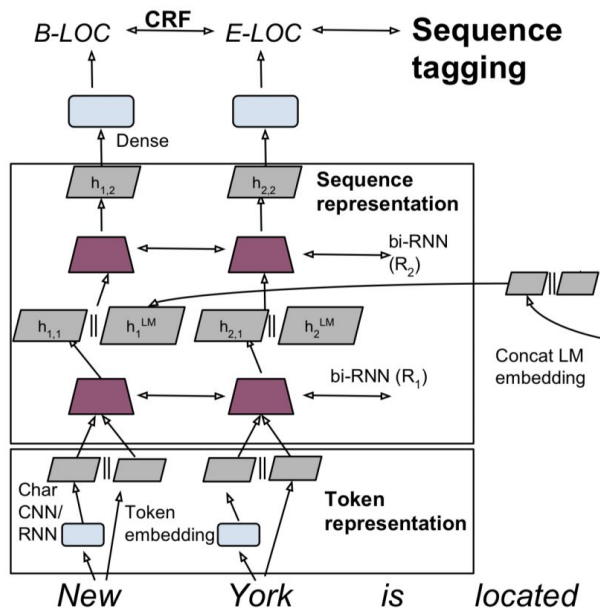 B-LOC CRF E-LOC Sequence
tagging
Dense
h1,2 h2,2 Sequence
representation
bi-RNN
(R2)
h1,1 || h1LM h2,1 || h2LM ||
Concat LM
embedding
bi-RNN (R1)
|| ||
Char
CNN/
RNN
Token
embedding
Token
representation
New York is located